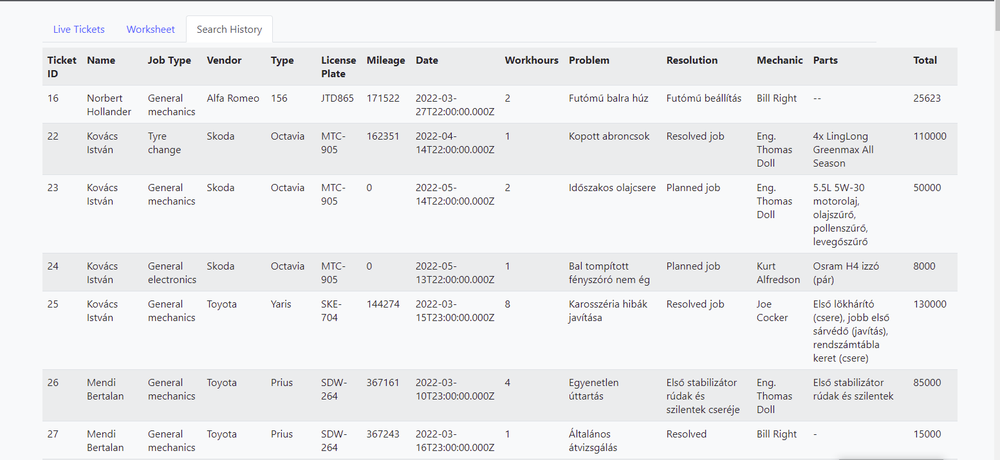 Live Tickets Worksheet Search History
Ticket ID Name Job Type Vendor Type License Plate Mileage Date Workhours Problem Resolution Mechanic Parts Total
16 Norbert Hollander General mechanics Alfa Romeo 156 JTD865 171522 2022-03-27T22:00:00.000Z 2 Futómű balra húz Futómű beállítás Bill Right -- 25623
22 Kovács István Tyre change Skoda Octavia MTC-905 162351 2022-04-14T22:00:00.000Z 1 Kopott abroncsok Resolved job Eng. Thomas Doll 4x LingLong Greenmax All Season 110000
23 Kovács István General mechanics Skoda Octavia MTC-905 0 2022-05-14T22:00:00.000Z 2 Időszakos olajcsere Planned job Eng. Thomas Doll 5.5L 5W-30 motorolaj, olajszűrő, pollenszűrő, levegőszűrő 50000
24 Kovács István General electronics Skoda Octavia MTC-905 0 2022-05-13T22:00:00.000Z 1 Bal tompított fényszóró nem ég Planned job Kurt Alfredson Osram H4 izzó (pár) 8000
25 Kovács István General mechanics Toyota Yaris SKE-704 144274 2022-03-15T23:00:00.000Z 8 Karosszéria hibák javítása Resolved job Joe Cocker Első lökhárító (csere), jobb első sárvédő (javítás), rendszámtábla keret (csere) 130000
26 Mendi Bertalan General mechanics Toyota Prius SDW-264 367161 2022-03-10T23:00:00.000Z 4 Egyenetlen úttartás Első stabilizátor rúdak és szilentek cseréje Eng. Thomas Doll Első stabilizátor rúdak és szilentek 85000
27 Mendi Bertalan General mechanics Toyota Prius SDW-264 367243 2022-03-16T23:00:00.000Z 1 Általános átvizsgálás Resolved Bill Right - 15000